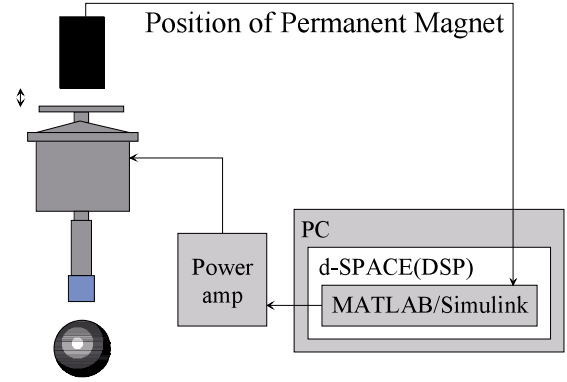 Position of Permanent Magnet
PC
d-SPACE(DSP)
Power
amp
MATLAB/Simulink